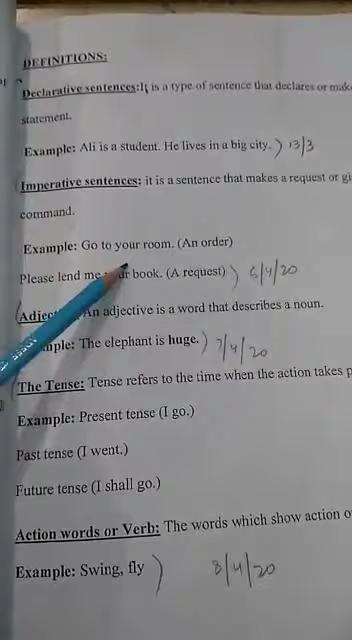 DEFINITIONS:
Declarative sentences:It is a type of sentence that declares or mak
statement.
Example: Ali is a student. He lives in a big city. ) 13/3
Imperative sentences: it is a sentence that makes a request or gi
command.
Example: Go to your room. (An order)
Please lend me your book. (A request) ) 6/4/20
Adjec An adjective is a word that describes a noun.
mple: The elephant is huge. ) 7/4/20
The Tense: Tense refers to the time when the action takes p
Example: Present tense (I go.)
Past tense (I went.)
Future tense (I shall go.)
Action words or Verb: The words which show action o
Example: Swing, fly ) 8/4/20